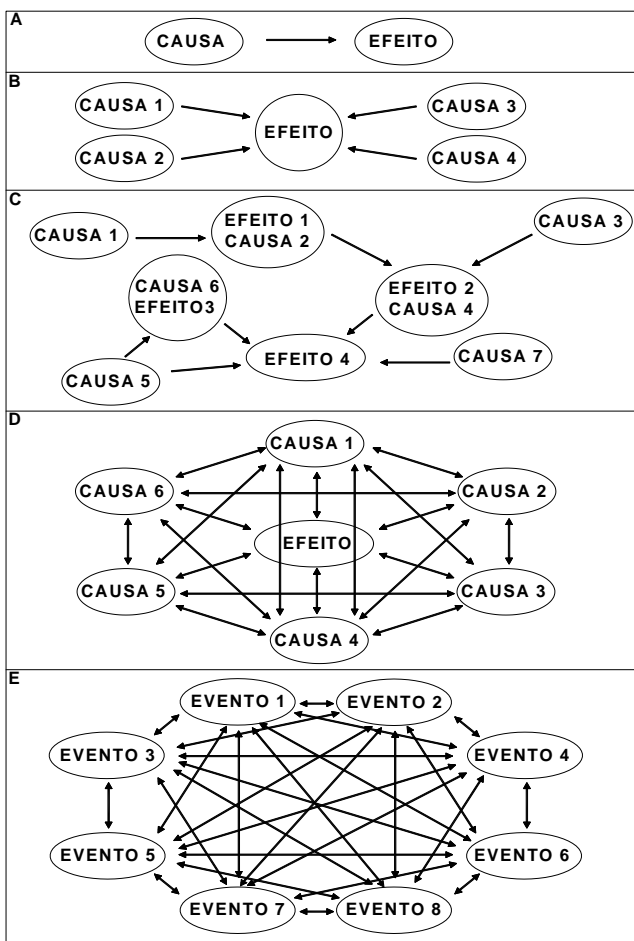 A
CAUSA
EFEITO
B
CAUSA 1
CAUSA 2
EFEITO
CAUSA 3
CAUSA 4
C
CAUSA 1
EFEITO 1
CAUSA 2
CAUSA 3
CAUSA 6
EFEITO3
EFEITO 2
CAUSA 4
CAUSA 5
EFEITO 4
CAUSA 7
D
CAUSA 1
CAUSA 6
CAUSA 2
EFEITO
CAUSA 5
CAUSA 3
CAUSA 4
E
EVENTO 1
EVENTO 2
EVENTO 3
EVENTO 4
EVENTO 5
EVENTO 6
EVENTO 7
EVENTO 8